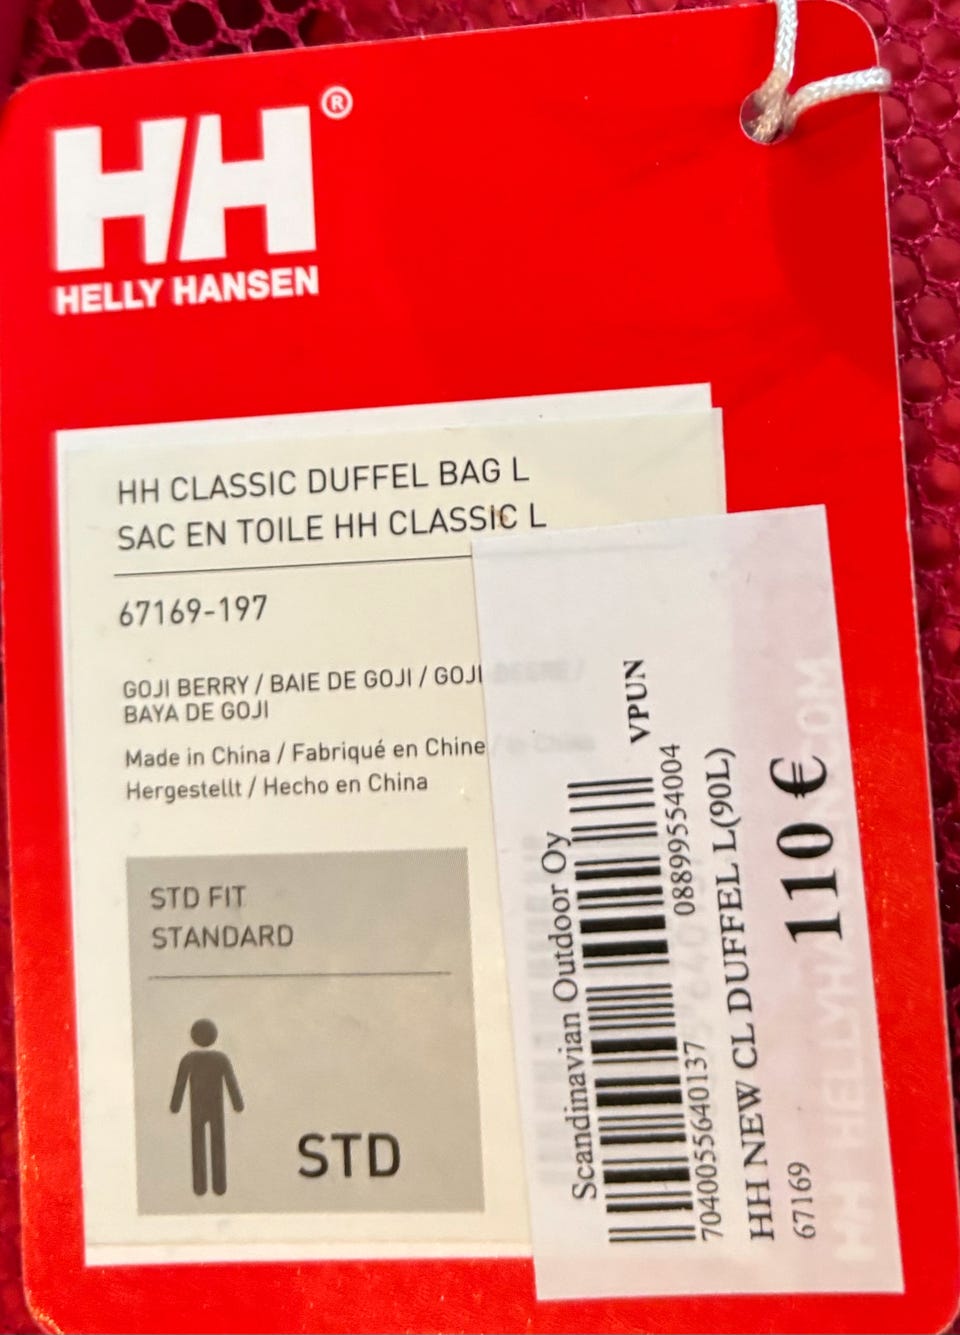 HH®
HELLY HANSEN
HH CLASSIC DUFFEL BAG L
SAC EN TOILE HH CLASSIC L
67169-197
GOJI BERRY / BAIE DE GOJI / GOJI
BAYA DE GOJI
Made in China / Fabriqué en Chine
Hergestellt / Hecho en China
STD FIT
STANDARD
STD
Scandinavian Outdoor Oy
VPUN
7040055640137
08899554004
HH NEW CL DUFFEL L(90L)
67169
110 €